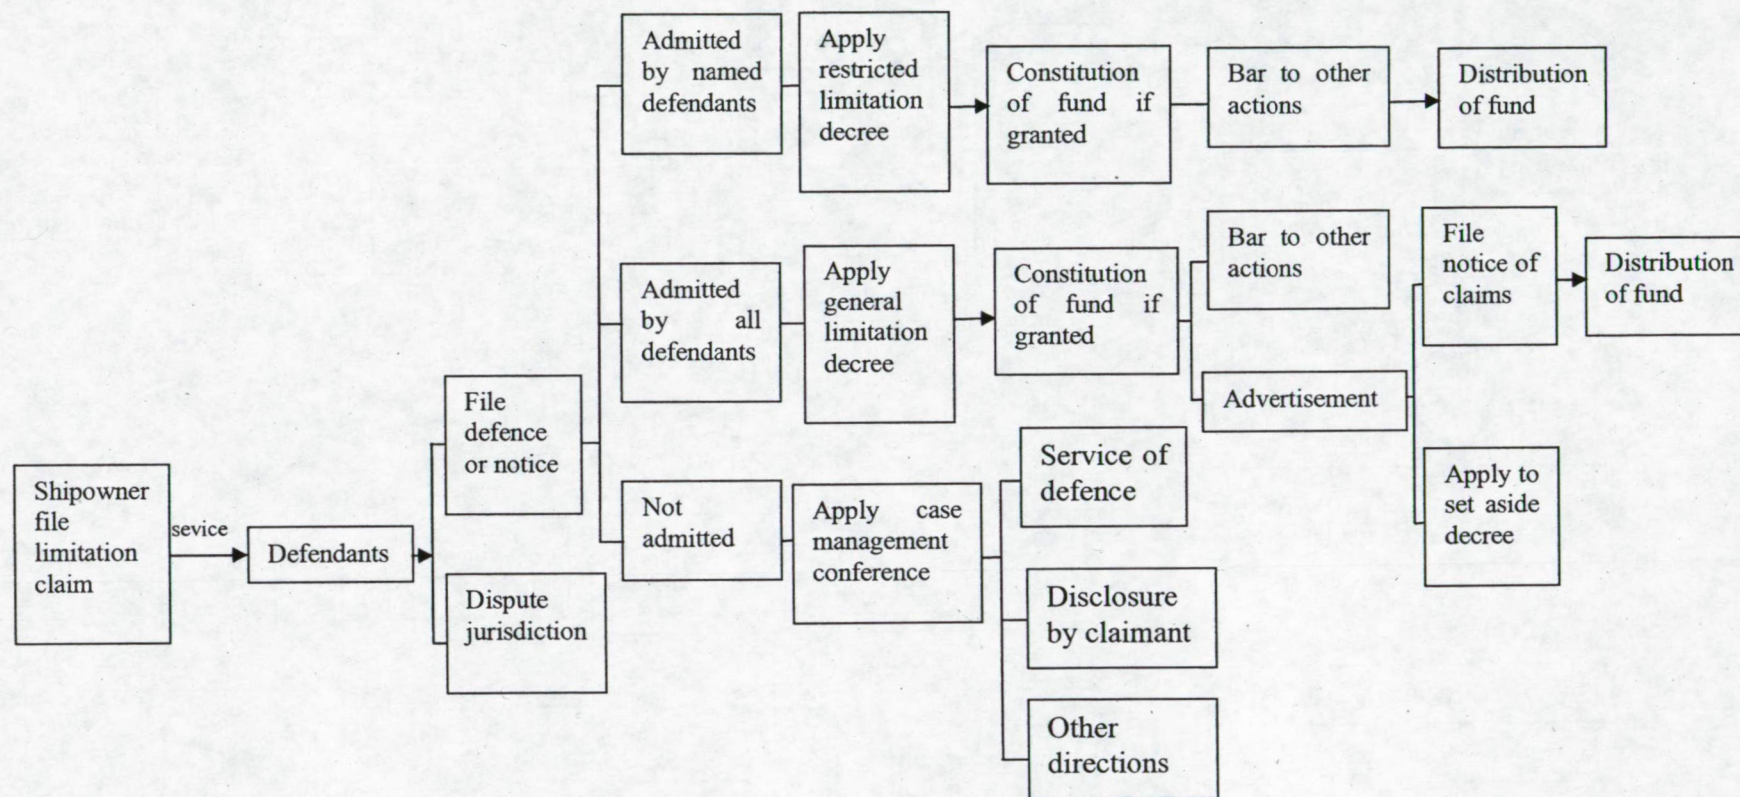 Admitted
by named
defendants
Apply
restricted
limitation
decree
Constitution
of fund if
granted
Bar to other
actions
Distribution
of fund
Admitted
by all
defendants
Apply
general
limitation
decree
Constitution
of fund if
granted
Bar to other
actions
Advertisement
File
notice of
claims
Distribution
of fund
Apply to
set aside
decree
Shipowner
file
limitation
claim
sevice
Defendants
File
defence
or notice
Dispute
jurisdiction
Not
admitted
Apply case
management
conference
Service of
defence
Disclosure
by claimant
Other
directions